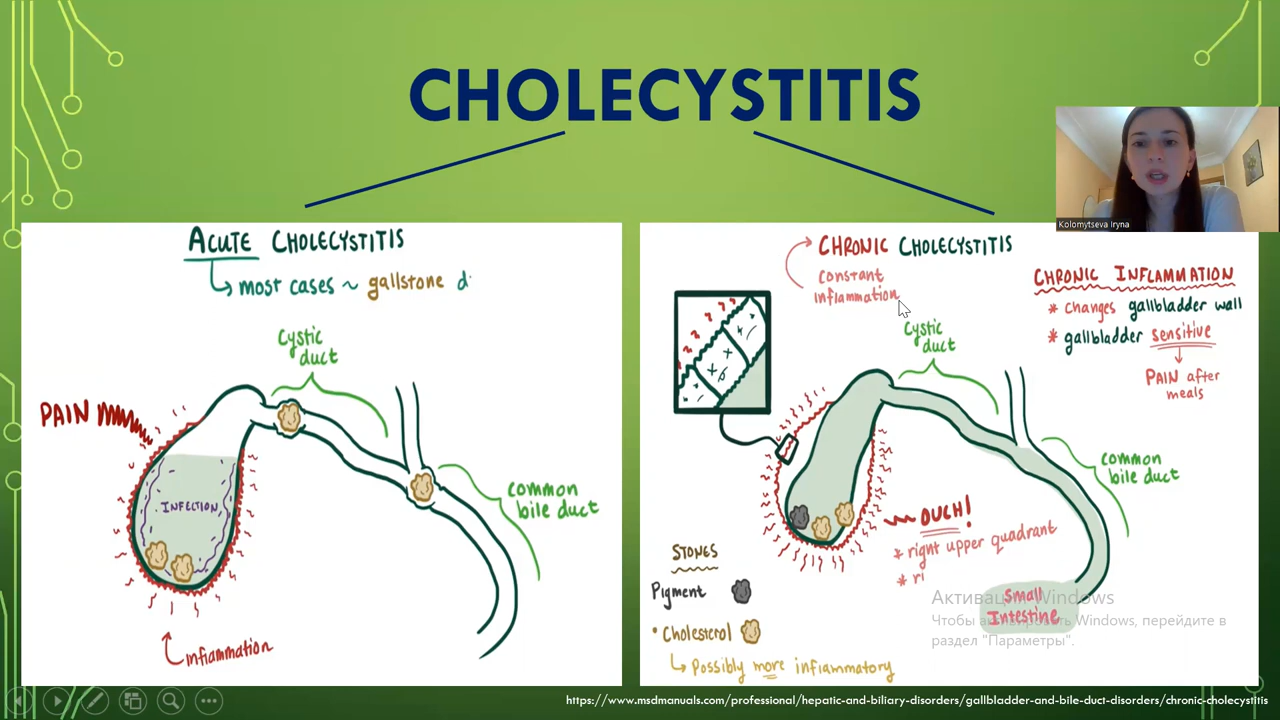 CHOLECYSTITIS
Kolomytseva Iryna
ACUTE CHOLECYSTITIS
most cases ~ gallstone d
Cystic
duct
PAIN
INFECTION
common
bile duct
Inflammation
CHRONIC CHOLECYSTITIS
constant
inflammation
CHRONIC INFLAMMATION
* changes gallbladder wall
* gallbladder sensitive
PAIN after
meals
Cystic
duct
common
bile duct
OUCH!
* right upper quadrant
* ri
STONES
Pigment
• Cholesterol
Possibly more inflammatory
Small
Intestine
Активация Windows
Чтобы активировать Windows, перейдите в
раздел "Параметры".
https://www.msdmanuals.com/professional/hepatic-and-biliary-disorders/gallbladder-and-bile-duct-disorders/chronic-cholecystitis